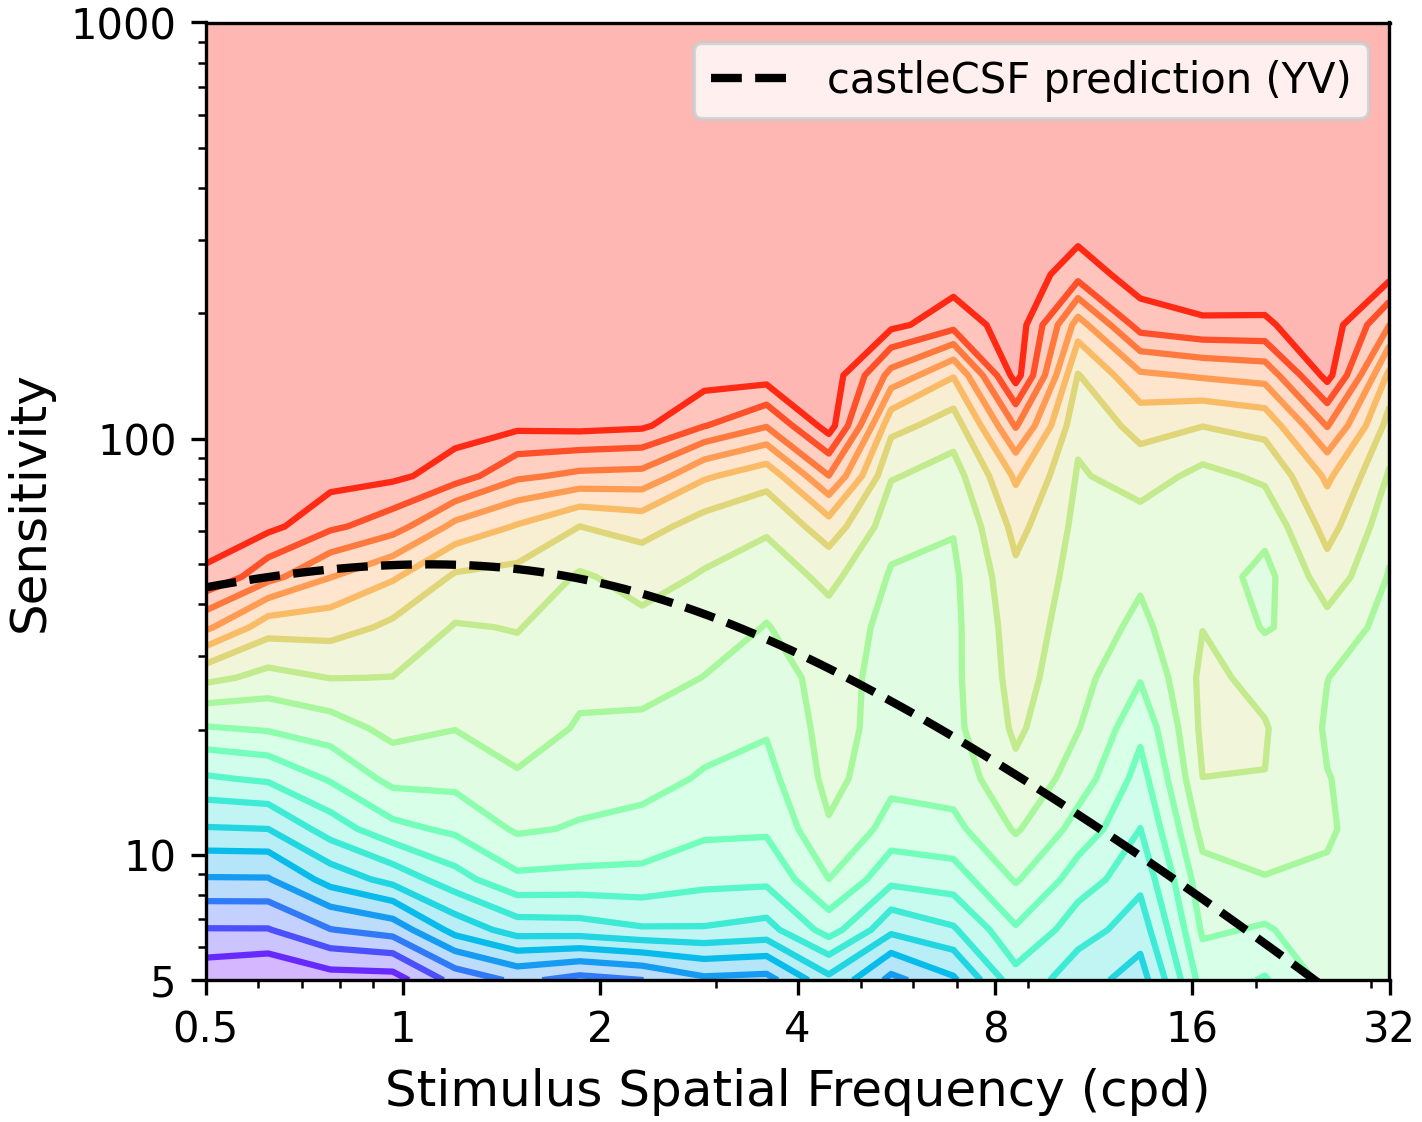 1000
castleCSF prediction (YV)
Sensitivity
100
10
5
0.5 1 2 4 8 16 32
Stimulus Spatial Frequency (cpd)